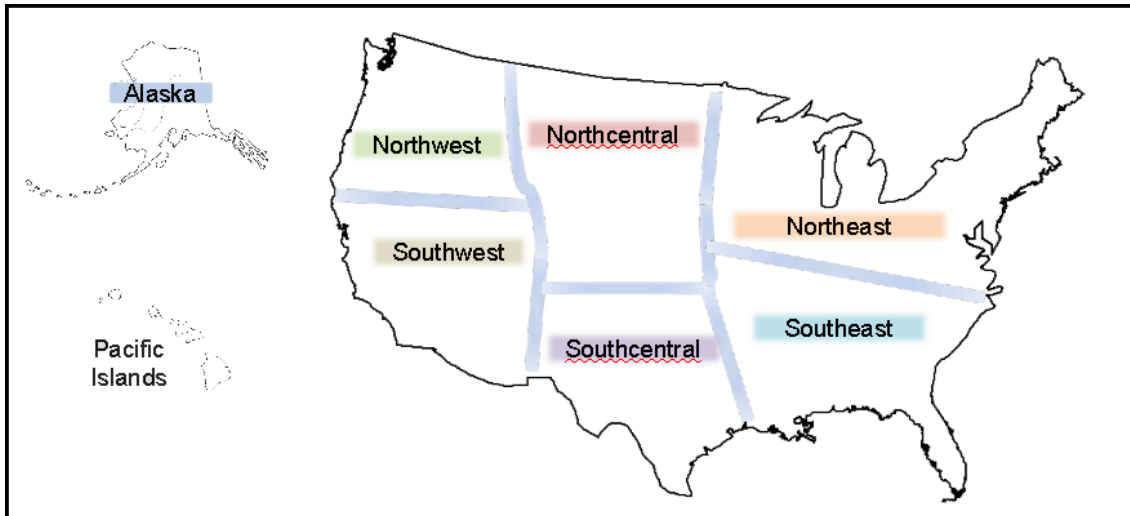 Alaska
Northwest
Northcentral
Northeast
Southwest
Southeast
Southcentral
Pacific
Islands